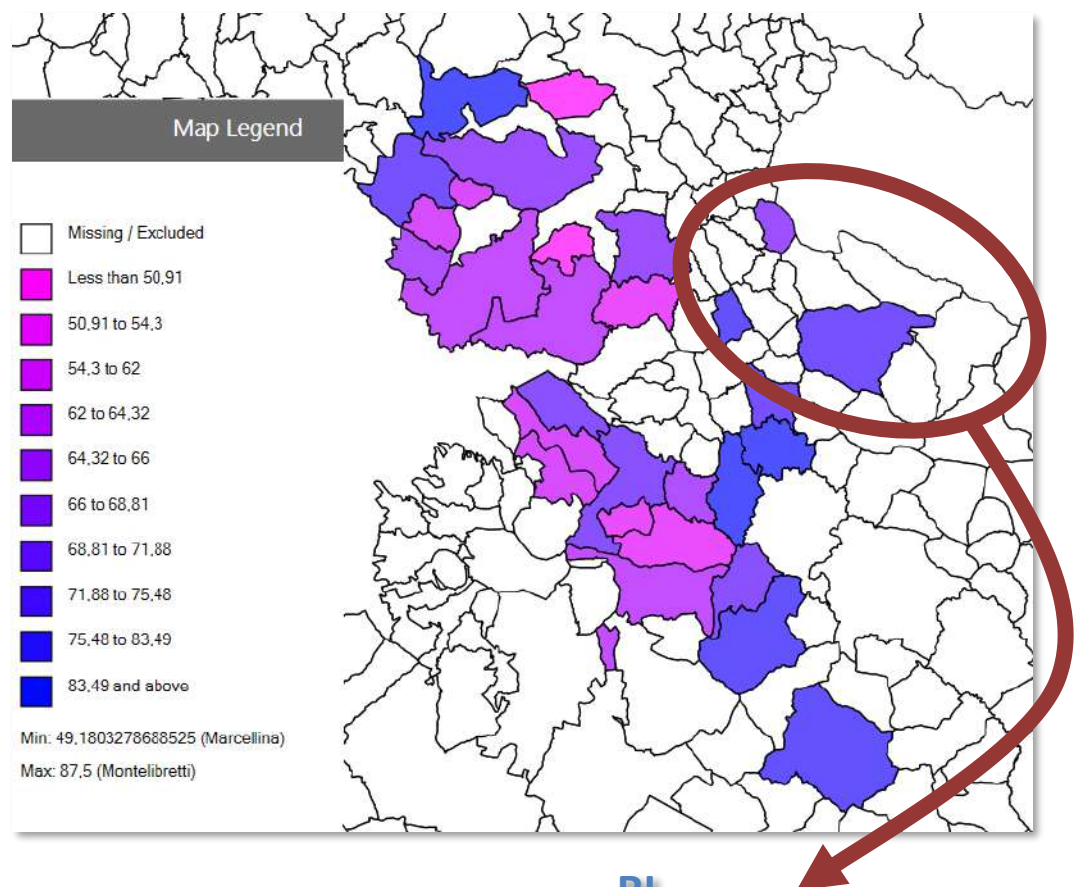 Map Legend
Missing / Excluded
Less than 50,91
50,91 to 54,3
54,3 to 62
62 to 64,32
64,32 to 66
66 to 68,81
68,81 to 71,88
71,88 to 75,48
75,48 to 83,49
83,49 and above
Min: 49,1803278688525 (Marcellina)
Max: 87,5 (Montelibretti)